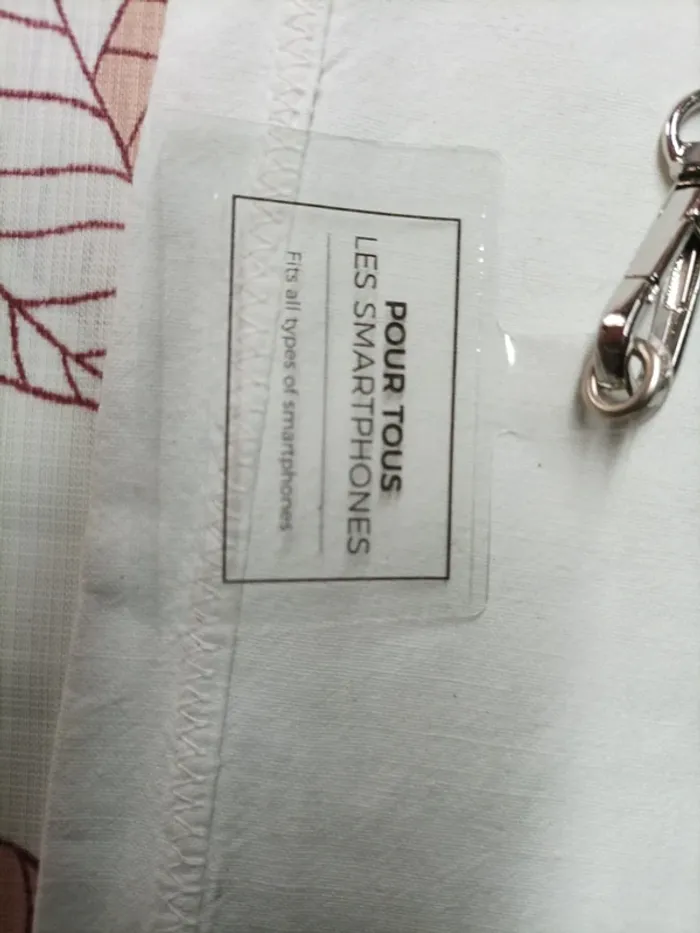 POUR TOUS
LES SMARTPHONES
Fits all types of smartphones